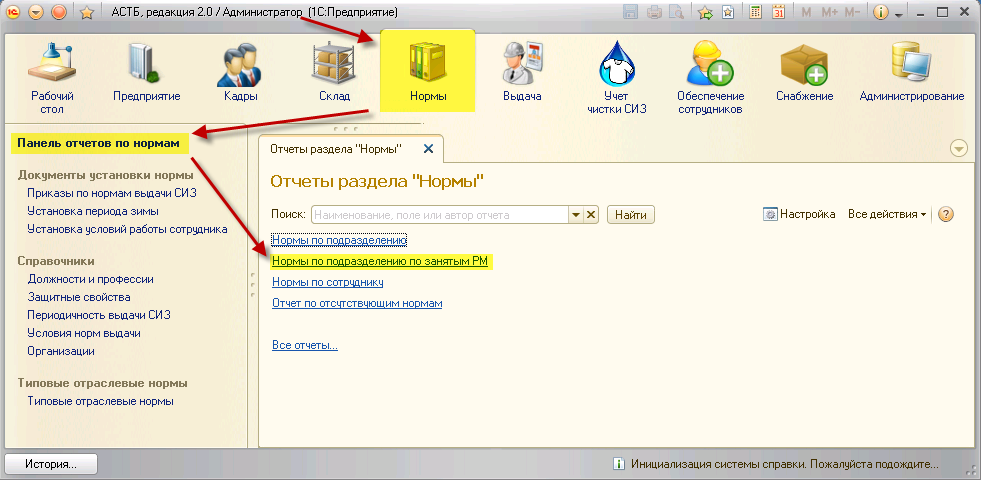 АСТБ, редакция 2.0 / Администратор (1С:Предприятие)
M M+ M-
Рабочий стол
Предприятие
Кадры
Склад
Нормы
Выдача
Учет чистки СИЗ
Обеспечение сотрудников
Снабжение
Администрирование
Панель отчетов по нормам
Документы установки нормы
Приказы по нормам выдачи СИЗ
Установка периода зимы
Установка условий работы сотрудника
Справочники
Должности и профессии
Защитные свойства
Периодичность выдачи СИЗ
Условия норм выдачи
Организации
Типовые отраслевые нормы
Типовые отраслевые нормы
Отчеты раздела "Нормы"
Отчеты раздела "Нормы"
Поиск: Наименование, поле или автор отчета Найти Настройка Все действия
Нормы по подразделению
Нормы по подразделению по занятым РМ
Нормы по сотруднику
Отчет по отсутствующим нормам
Все отчеты...
История...
Инициализация системы справки. Пожалуйста подождите...